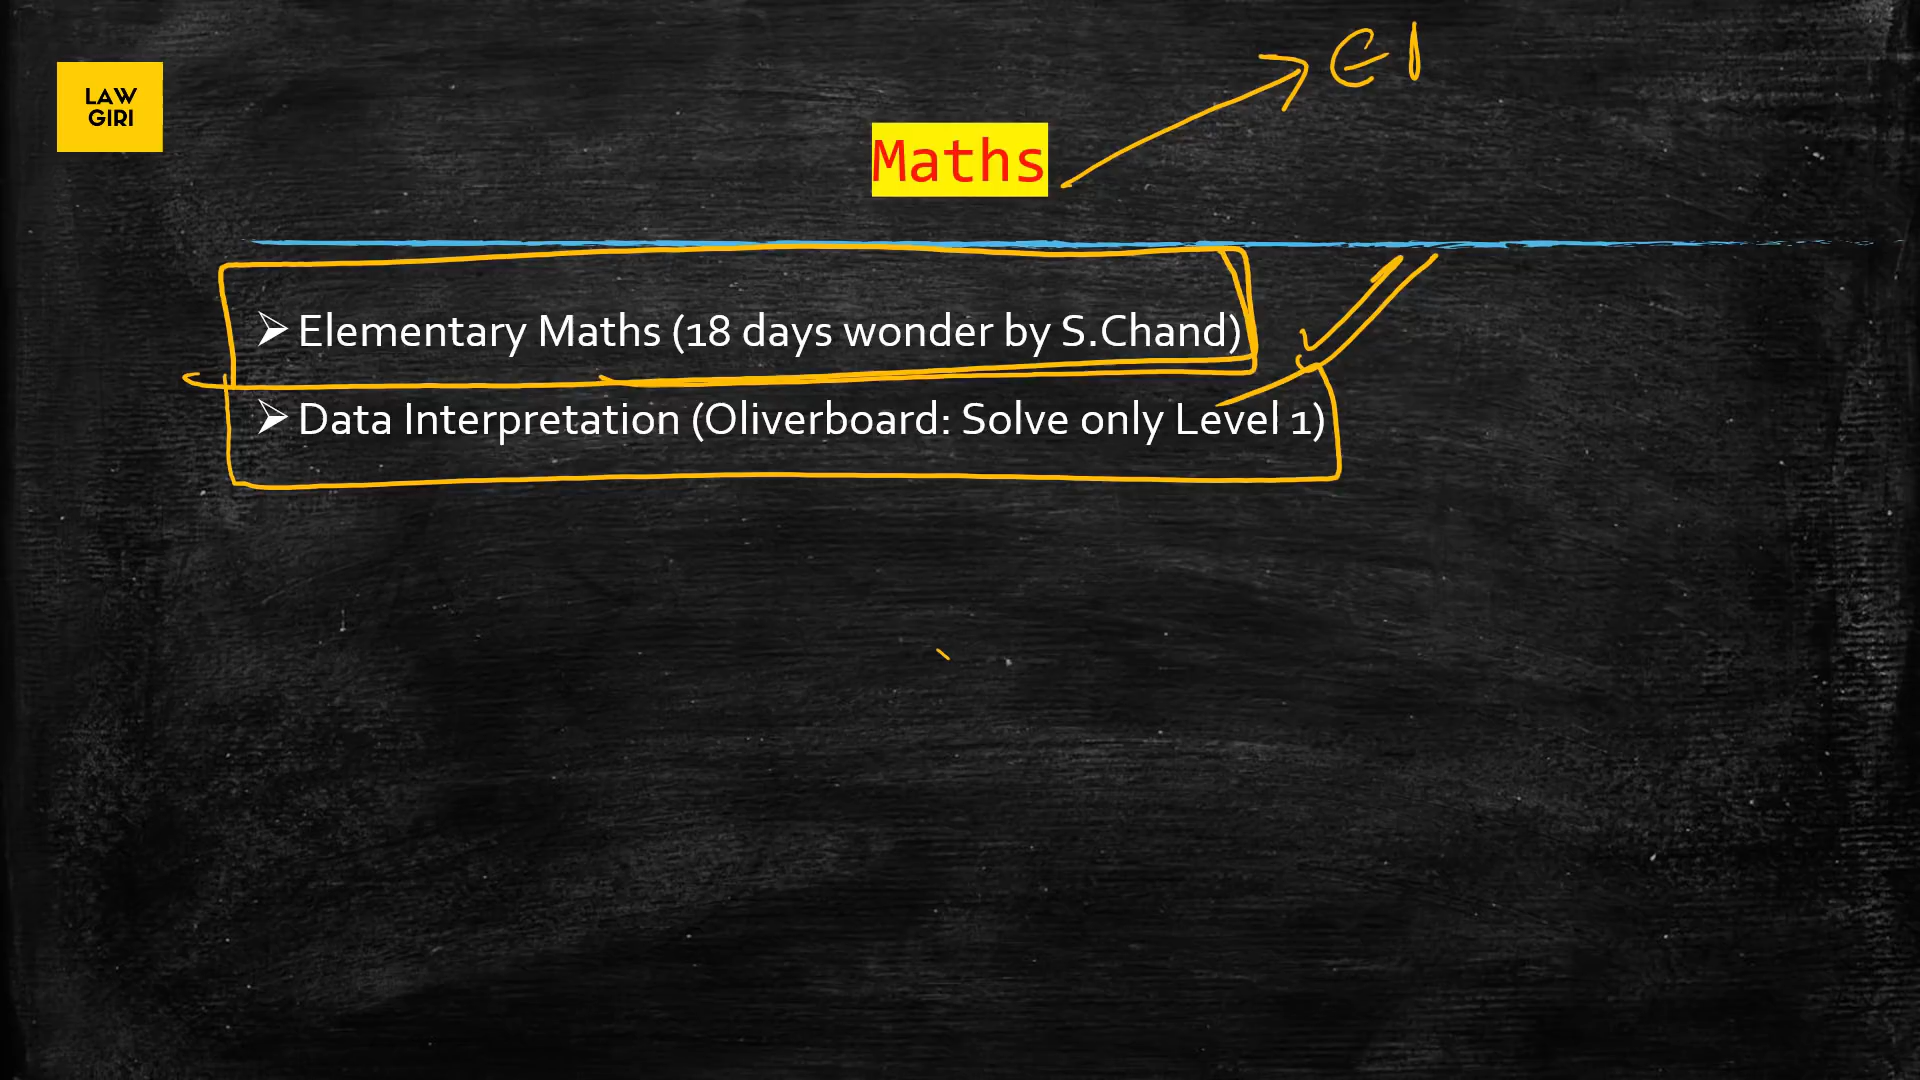 LAW
GIRI
Maths
➢ Elementary Maths (18 days wonder by S.Chand)
➢ Data Interpretation (Oliverboard: Solve only Level 1)